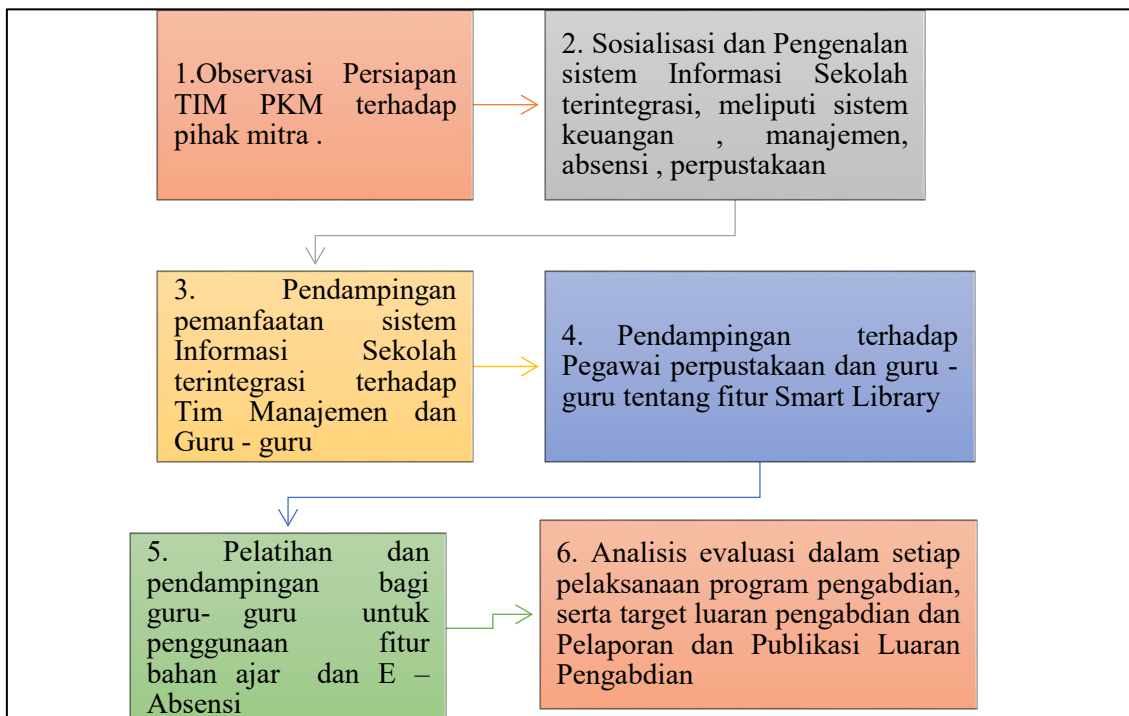 1.Observasi Persiapan
TIM PKM terhadap
pihak mitra .
2. Sosialisasi dan Pengenalan
sistem Informasi Sekolah
terintegrasi, meliputi sistem
keuangan , manajemen,
absensi , perpustakaan
3. Pendampingan
pemanfaatan sistem
Informasi Sekolah
terintegrasi terhadap
Tim Manajemen dan
Guru - guru
4. Pendampingan terhadap
Pegawai perpustakaan dan guru -
guru tentang fitur Smart Library
5. Pelatihan dan
pendampingan bagi
guru- guru untuk
penggunaan fitur
bahan ajar dan E –
Absensi
6. Analisis evaluasi dalam setiap
pelaksanaan program pengabdian,
serta target luaran pengabdian dan
Pelaporan dan Publikasi Luaran
Pengabdian